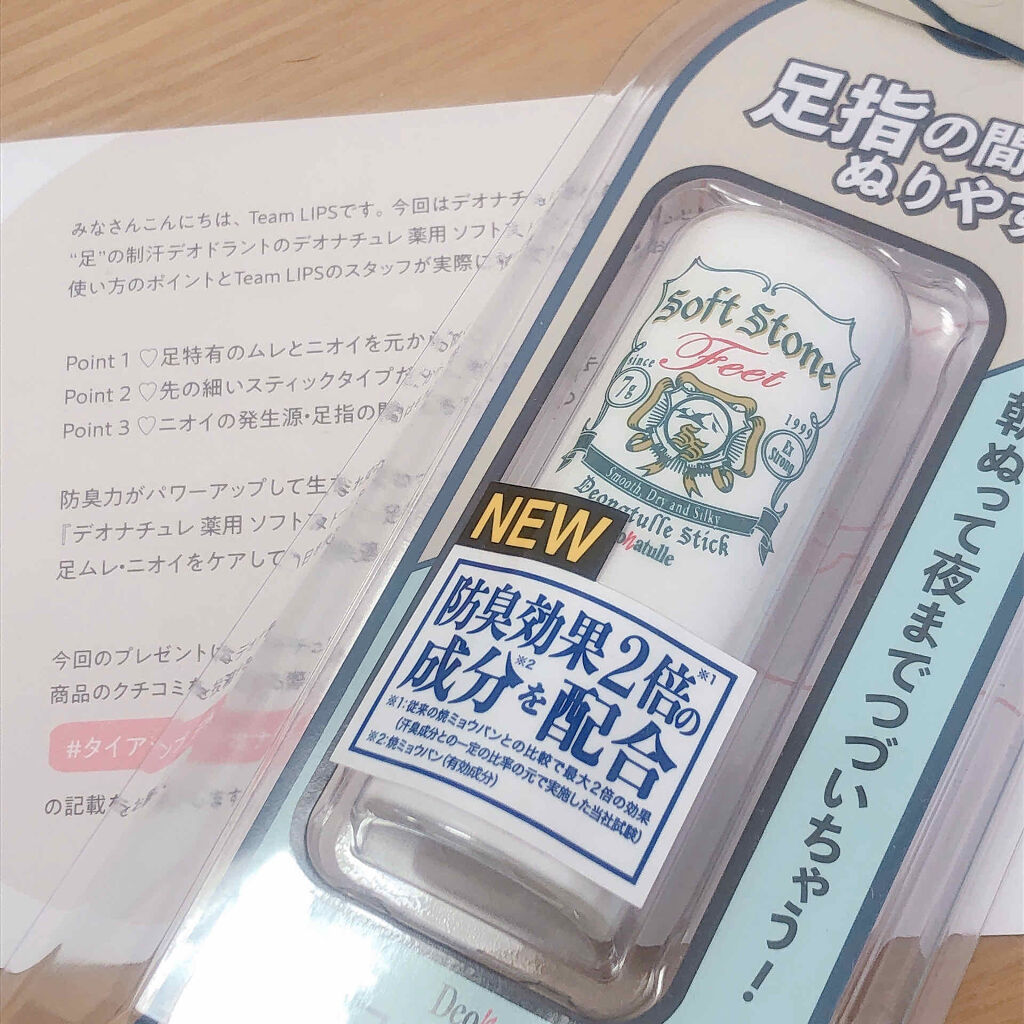 みなさんこんにちは、Team LIPSです。今回はデオナチ
"足"の制汗デオドラントのデオナチュレ 薬用 ソフト
使い方のポイントとTeam LIPSのスタッフが実際に
Point 1 ♡足特有のムレとニオイを元か
Point 2 ♡先の細いスティックタイプだ
Point 3 ♡ニオイの発生源・足指の
防臭力がパワーアップして生
『デオナチュレ 薬用 ソフト
足ムレ・ニオイをケアして
今回のプレゼントは
商品のクチコミを
#タイア
の記載を
足指の間
ぬりやす
Soft Stone
Feet
since
1999
7g
Ex Strong
Smooth, Dry and Silky
Deonatulle Stick
natulle
NEW
防臭効果2倍の※1
成分※2を配合
※1:従来の焼ミョウバンとの比較で最大2倍の効果
(汗臭成分との一定の比率の元で実施した当社試験)
※2:焼ミョウバン(有効成分)
朝ぬって夜までつづいちゃう!
Deo